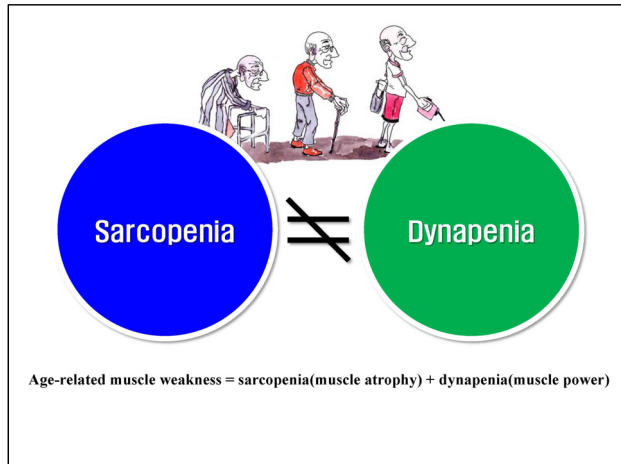 Sarcopenia
≠
Dynapenia
Age-related muscle weakness = sarcopenia(muscle atrophy) + dynapenia(muscle power)